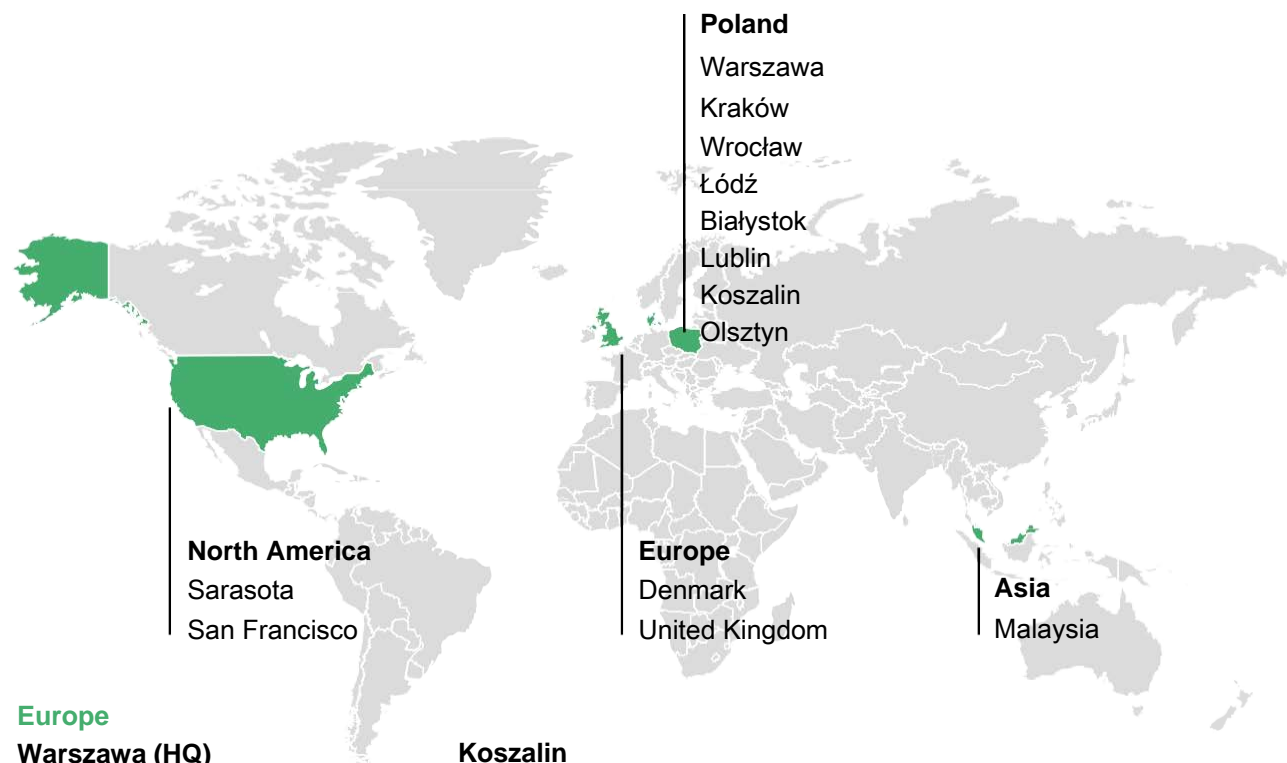 Poland
Warszawa
Kraków
Wrocław
Łódź
Białystok
Lublin
Koszalin
Olsztyn
North America
Sarasota
San Francisco
Europe
Denmark
United Kingdom
Asia
Malaysia
Europe
Warszawa (HQ)
Koszalin